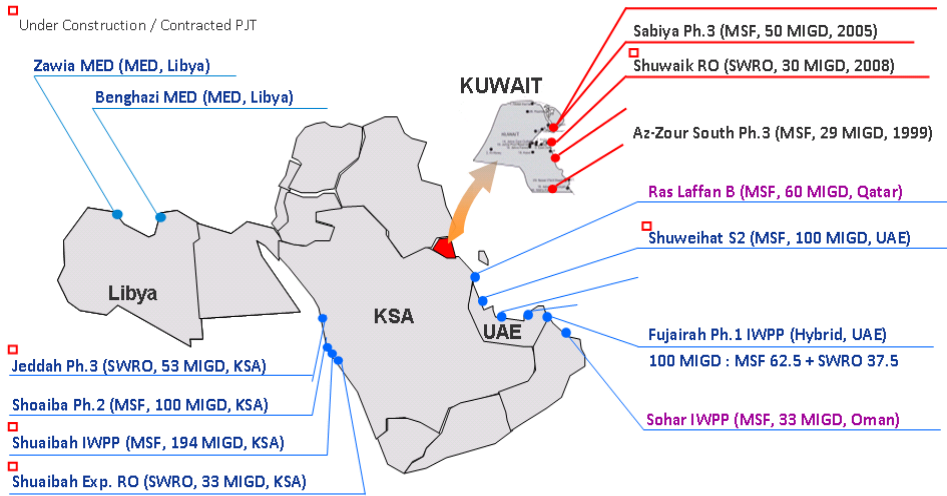 Under Construction / Contracted PJT
Zawia MED (MED, Libya)
Benghazi MED (MED, Libya)
KUWAIT
Sabiya Ph.3 (MSF, 50 MIGD, 2005)
Shuwaik RO (SWRO, 30 MIGD, 2008)
Az-Zour South Ph.3 (MSF, 29 MIGD, 1999)
Ras Laffan B (MSF, 60 MIGD, Qatar)
Shuweihat S2 (MSF, 100 MIGD, UAE)
Libya
KSA
UAE
Fujairah Ph.1 IWPP (Hybrid, UAE)
100 MIGD : MSF 62.5 + SWRO 37.5
Jeddah Ph.3 (SWRO, 53 MIGD, KSA)
Shoaiba Ph.2 (MSF, 100 MIGD, KSA)
Shuaibah IWPP (MSF, 194 MIGD, KSA)
Shuaibah Exp. RO (SWRO, 33 MIGD, KSA)
Sohar IWPP (MSF, 33 MIGD, Oman)